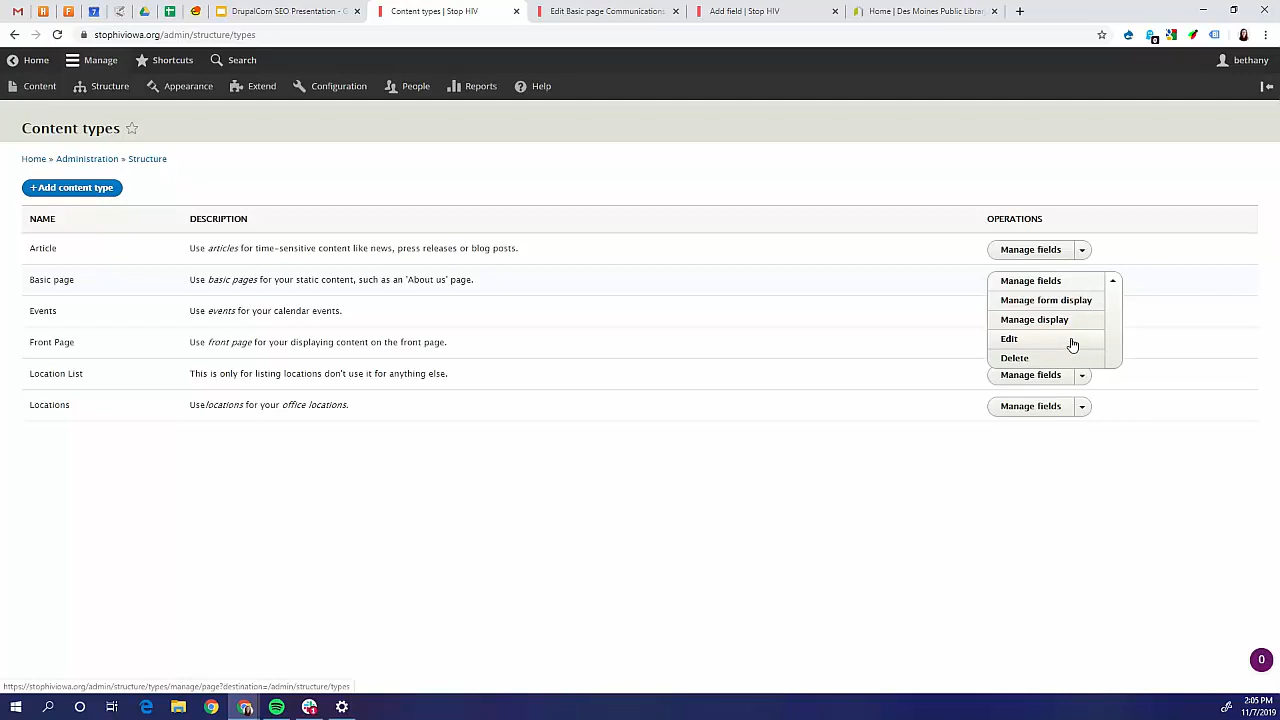 DrupalCorn SEO Presentation - G
Content types | Stop HIV
Edit Basic page Communications
Add field | Stop HIV
Home | Des Moines Public Library
stophiviowa.org/admin/structure/types
0
Home
Manage
Shortcuts
Search
bethany
Content
Structure
Appearance
Extend
Configuration
People
Reports
Help
Content types
Home » Administration » Structure
+ Add content type
NAME
DESCRIPTION
OPERATIONS
Article
Use articles for time-sensitive content like news, press releases or blog posts.
Manage fields
Basic page
Use basic pages for your static content, such as an 'About us' page.
Manage fields
Manage form display
Events
Use events for your calendar events.
Manage display
Front Page
Use front page for your displaying content on the front page.
Edit
Delete
Location List
This is only for listing locations don't use it for anything else.
Manage fields
Locations
Uselocations for your office locations.
Manage fields
0
https://stophiviowa.org/admin/structure/types/manage/page?destination=/admin/structure/types
2:05 PM
11/7/2019